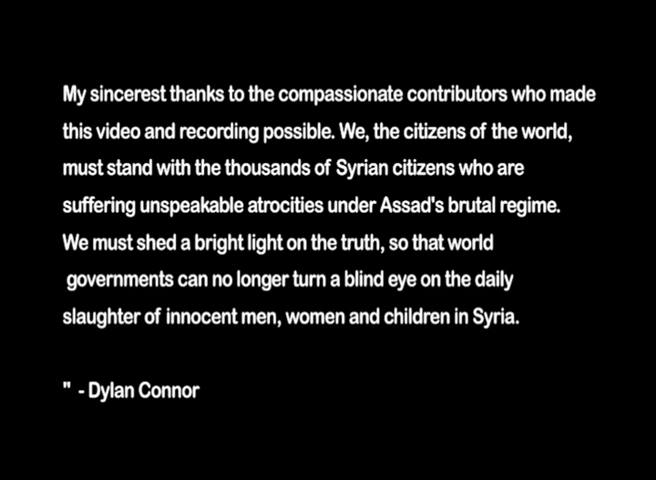 My sincerest thanks to the compassionate contributors who made
this video and recording possible. We, the citizens of the world,
must stand with the thousands of Syrian citizens who are
suffering unspeakable atrocities under Assad's brutal regime.
We must shed a bright light on the truth, so that world
governments can no longer turn a blind eye on the daily
slaughter of innocent men, women and children in Syria.
" - Dylan Connor